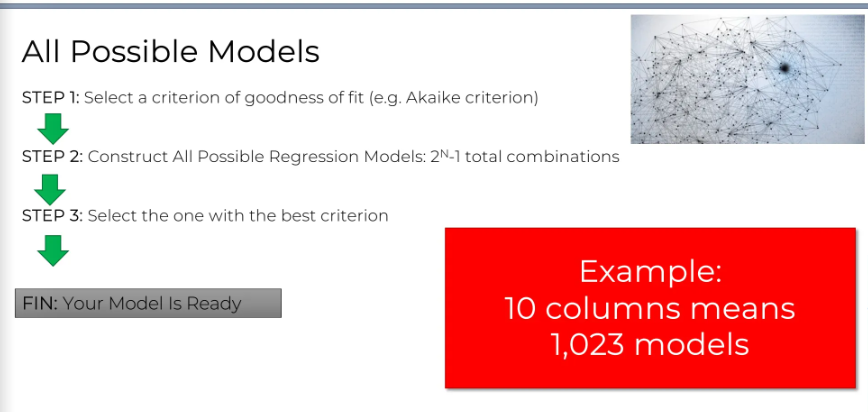 All Possible Models
STEP 1: Select a criterion of goodness of fit (e.g. Akaike criterion)
STEP 2: Construct All Possible Regression Models: 2ᴺ-1 total combinations
STEP 3: Select the one with the best criterion
FIN: Your Model Is Ready
Example:
10 columns means
1,023 models